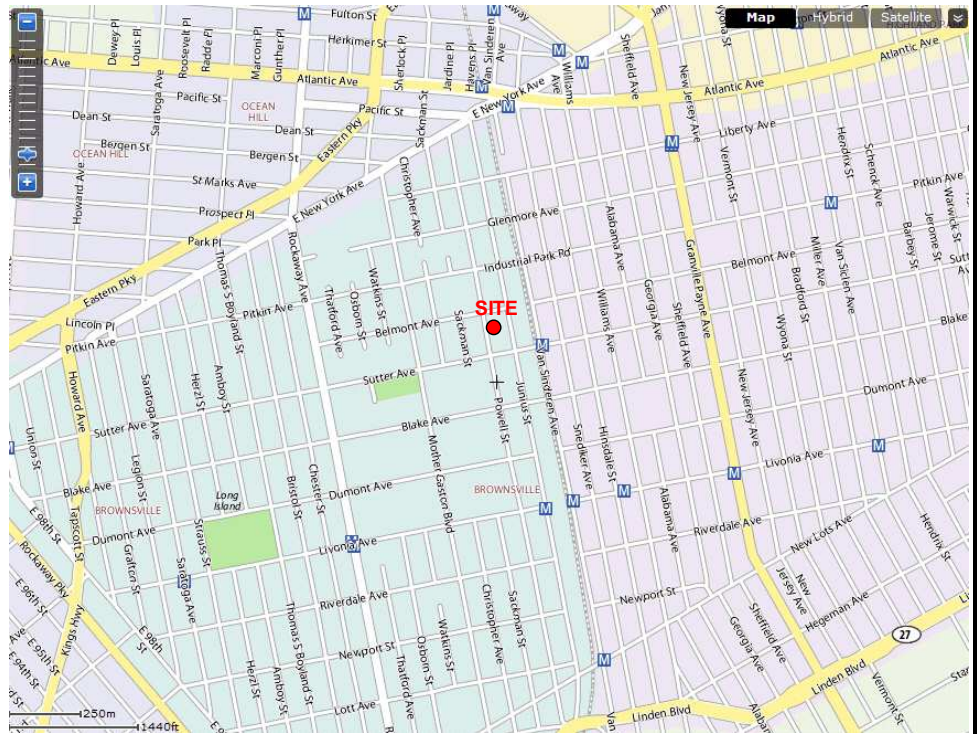 Map Hybrid Satellite
Fulton St
Herkimer St
Dewey Pl
Louis Pl
Roosevelt Pl
Radde Pl
Marconi Pl
Gunther Pl
Sherlock Pl
Jardine Pl
Havens Pl
Van Sinderen Ave
Williams Ave
Sheffield Ave
New Jersey Ave
Wyona St
Atlantic Ave
Atlantic Ave
Atlantic Ave
Atlantic Ave
Pacific St
Pacific St
OCEAN HILL
Dean St
Dean St
Saratoga Ave
Sackman St
E New York Ave
Eastern Pky
Bergen St
Bergen St
OCEAN HILL
Liberty Ave
Vermont St
Hendrix St
Schenck Ave
Pitkin Ave
Warwick St
Howard Ave
St Marks Ave
Christopher Ave
Prospect Pl
E New York Ave
Glenmore Ave
Alabama Ave
Granville Payne Ave
Barbey St
Jerome St
Park Pl
Thomas S Boyland St
Rockaway Ave
Industrial Park Rd
Belmont Ave
Miller Ave
Van Siclen Ave
Eastern Pky
Watkins St
Osborn St
Thatford Ave
Georgia Ave
Sheffield Ave
Bradford St
Wyona St
Lincoln Pl
Pitkin Ave
Pitkin Ave
SITE
Belmont Ave
Sackman St
Williams Ave
Blake
Van Sinderen Ave
Howard Ave
Saratoga Ave
Herzl St
Amboy St
Sutter Ave
Sutter Ave
Junius St
Powell St
Dumont Ave
New Jersey Ave
Blake Ave
Union St
Legion St
Mother Gaston Blvd
Snediker Ave
Hinsdale St
Livonia Ave
Blake Ave
Chester St
Bristol St
Dumont Ave
BROWNSVILLE
BROWNSVILLE
Long Island
Alabama Ave
E 98th St
Tapscott St
Dumont Ave
Strauss St
Grafton St
Saratoga Ave
Livonia Ave
Riverdale Ave
New Lots Ave
Hendrix St
Rockaway Pky
E 96th St
E 95th St
E 94th St
Kings Hwy
E 98th St
Riverdale Ave
Christopher Ave
Sackman St
Newport St
New Jersey Ave
Sheffield Ave
Georgia Ave
Hegeman Ave
27
Thomas S Boyland St
Newport St
Watkins St
Osborn St
Thatford Ave
Herzl St
Amboy St
Lott Ave
Linden Blvd
Linden Blvd
Vermont St
250m
1440ft